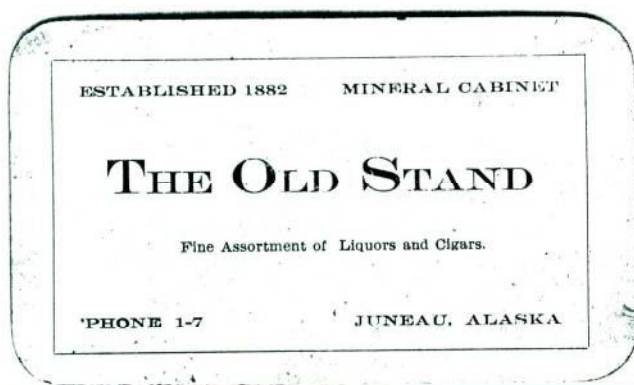 ESTABLISHED 1882 MINERAL CABINET
THE OLD STAND
Fine Assortment of Liquors and Cigars.
'PHONE 1-7 JUNEAU, ALASKA